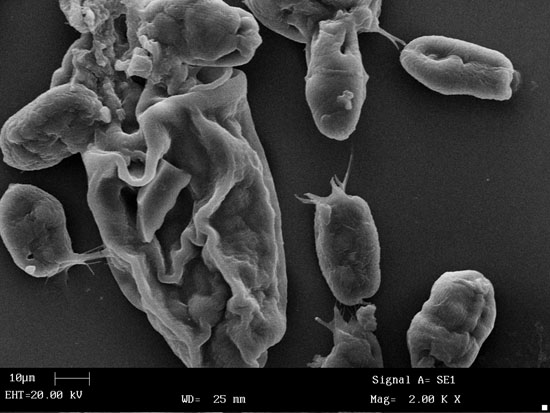 10µm
EHT=20.00 kV
WD= 25 mm
Signal A= SE1
Mag= 2.00 K X